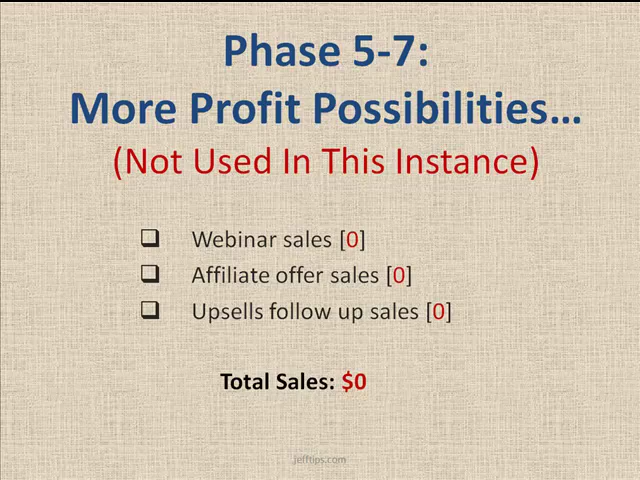 Phase 5-7:
More Profit Possibilities…
(Not Used In This Instance)
Webinar sales [0]
Affiliate offer sales [0]
Upsells follow up sales [0]
Total Sales: $0
jefftips.com